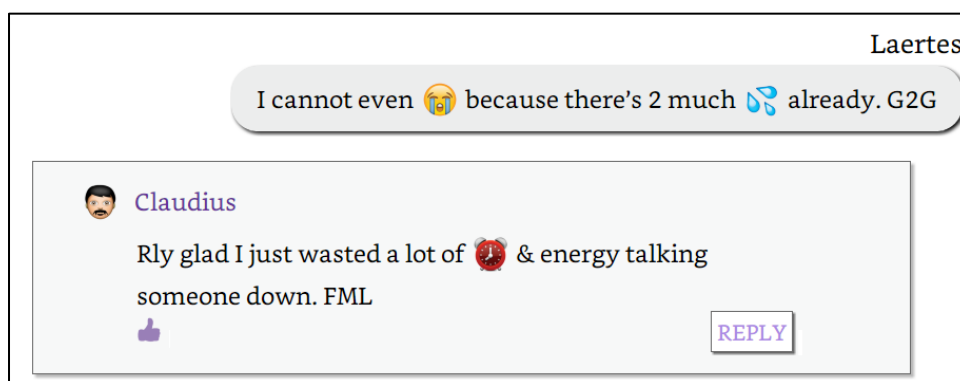 Laertes
I cannot even 😭 because there's 2 much 💦 already. G2G
Claudius
Rly glad I just wasted a lot of ⏰ & energy talking
someone down. FML
REPLY